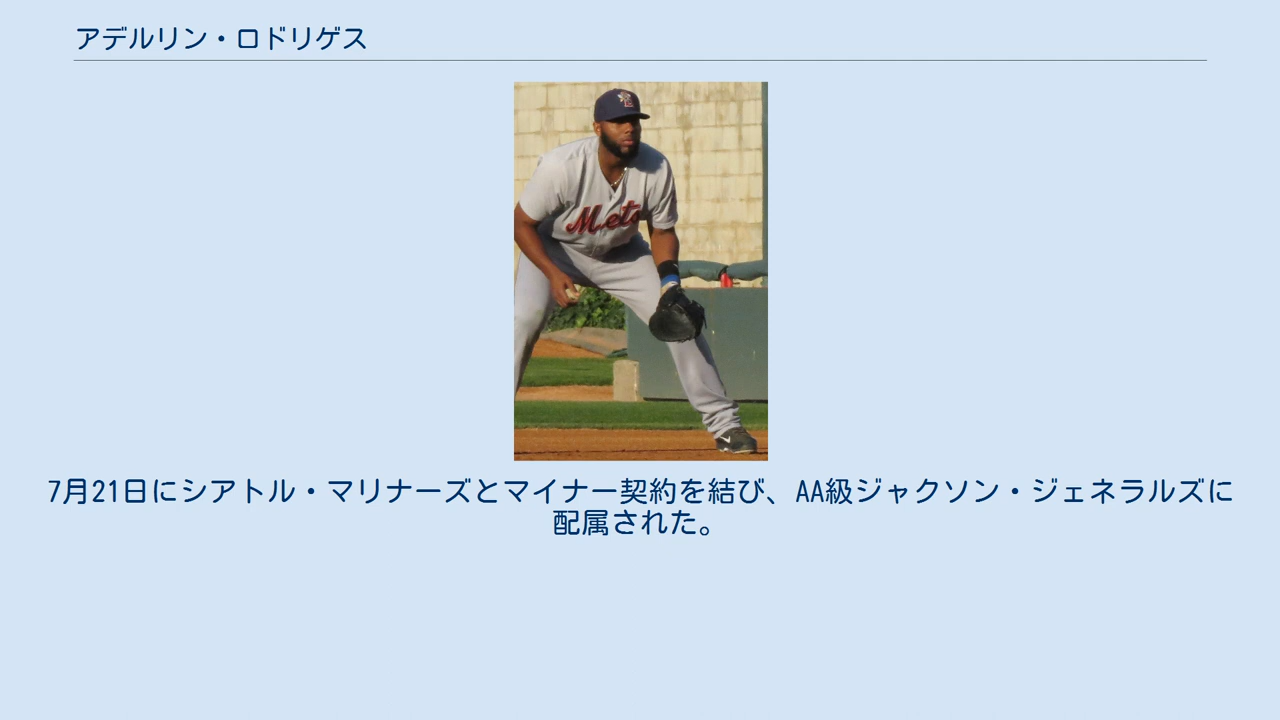 アデルリン・ロドリゲス
Mets
7月21日にシアトル・マリナーズとマイナー契約を結び、AA級ジャクソン・ジェネラルズに
配属された。